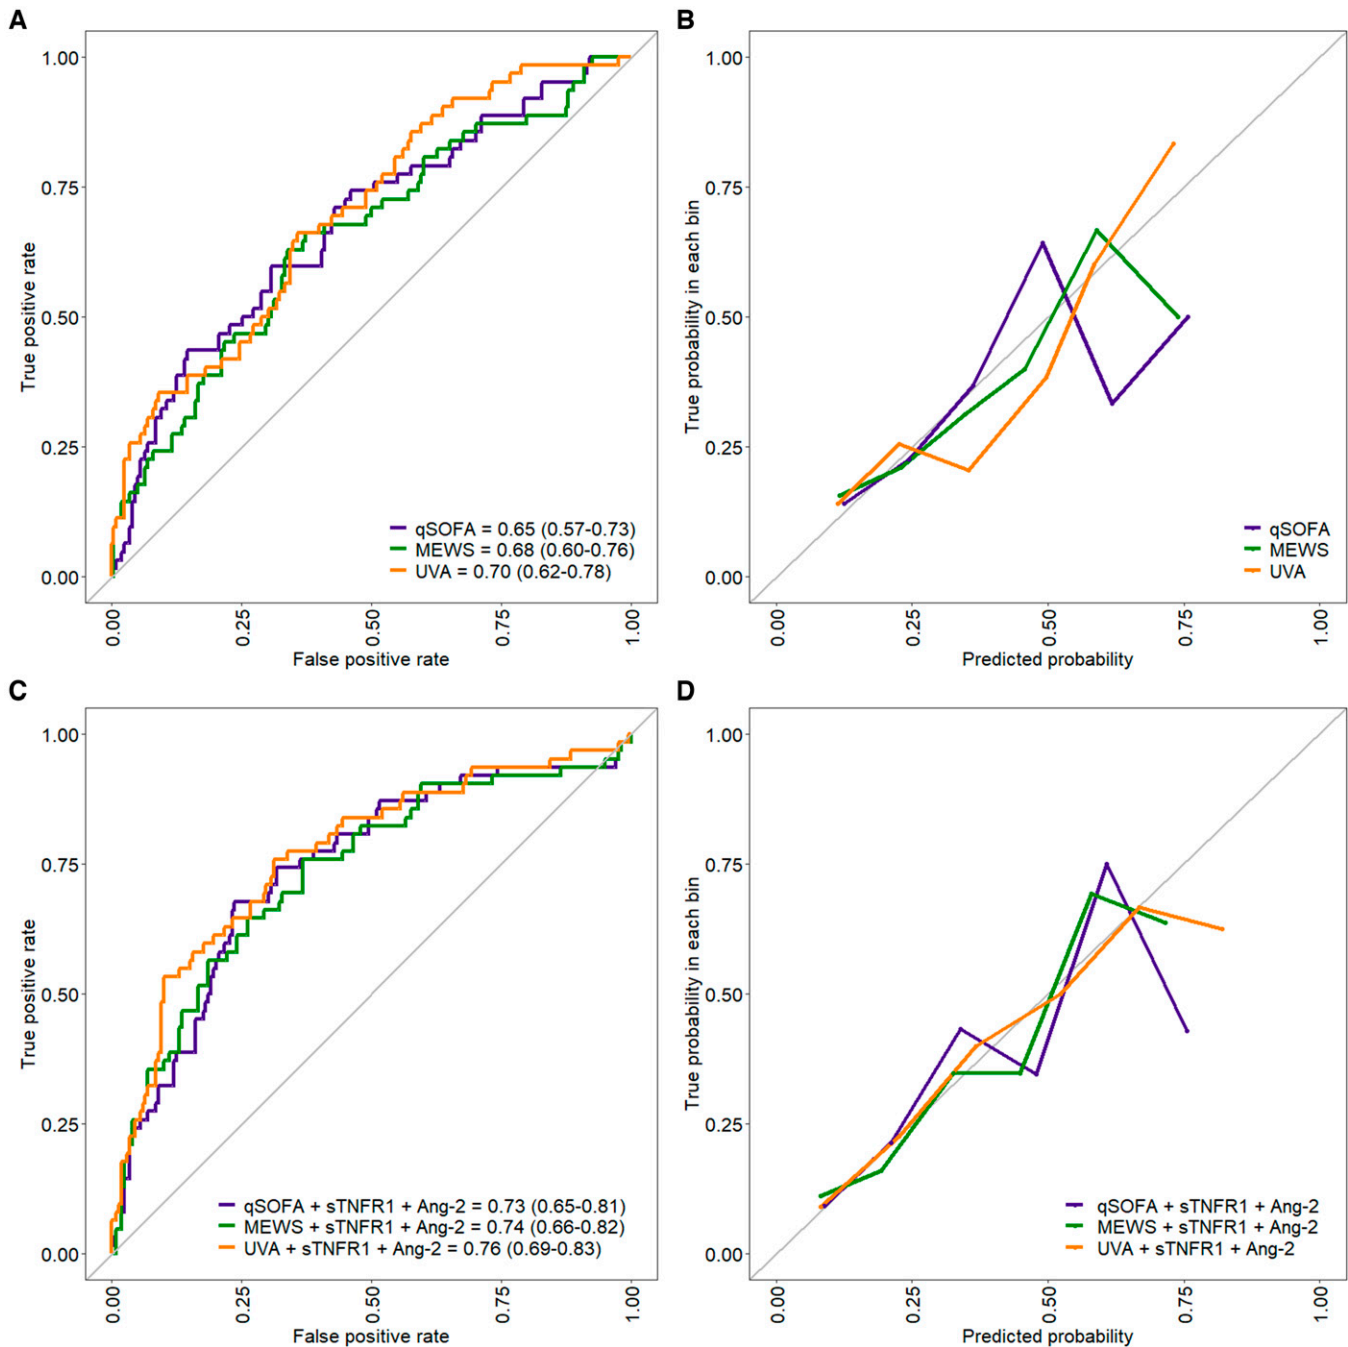 A
True positive rate
1.00
0.75
0.50
0.25
0.00
qSOFA = 0.65 (0.57-0.73)
MEWS = 0.68 (0.60-0.76)
UVA = 0.70 (0.62-0.78)
0.00
0.25
0.50
0.75
1.00
False positive rate
B
True probability in each bin
1.00
0.75
0.50
0.25
0.00
qSOFA
MEWS
UVA
0.00
0.25
0.50
0.75
1.00
Predicted probability
C
True positive rate
1.00
0.75
0.50
0.25
0.00
qSOFA + sTNFR1 + Ang-2 = 0.73 (0.65-0.81)
MEWS + sTNFR1 + Ang-2 = 0.74 (0.66-0.82)
UVA + sTNFR1 + Ang-2 = 0.76 (0.69-0.83)
0.00
0.25
0.50
0.75
1.00
False positive rate
D
True probability in each bin
1.00
0.75
0.50
0.25
0.00
qSOFA + sTNFR1 + Ang-2
MEWS + sTNFR1 + Ang-2
UVA + sTNFR1 + Ang-2
0.00
0.25
0.50
0.75
1.00
Predicted probability